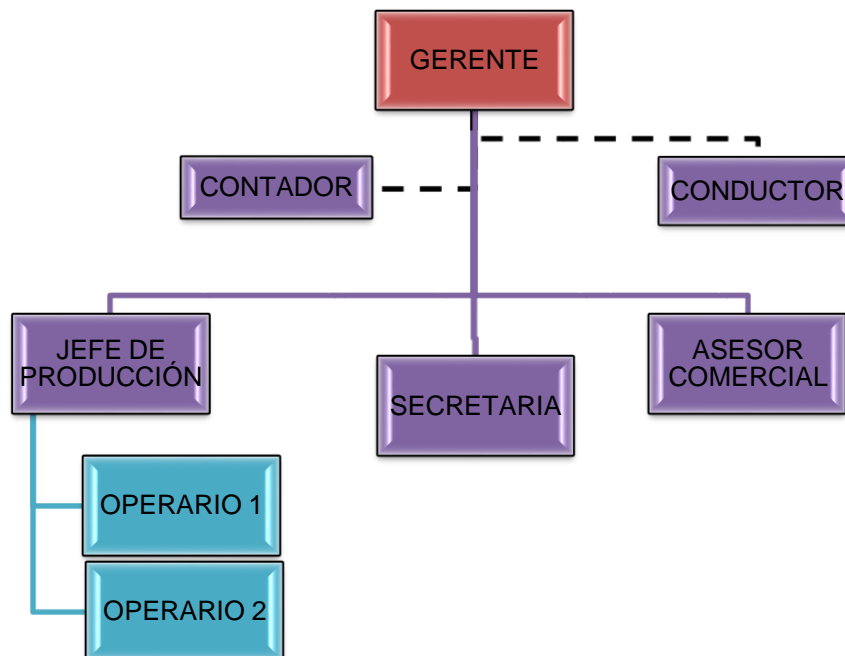 GERENTE
CONTADOR
CONDUCTOR
JEFE DE
PRODUCCIÓN
SECRETARIA
ASESOR
COMERCIAL
OPERARIO 1
OPERARIO 2